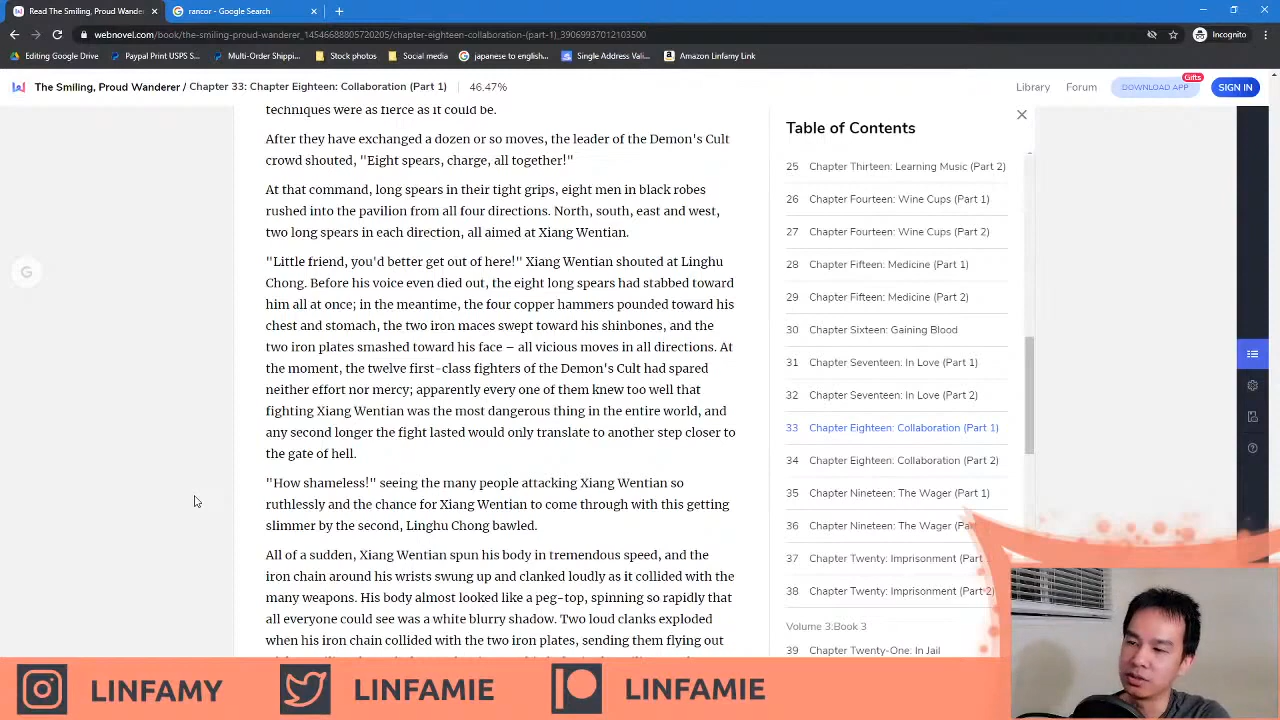 Read The Smiling, Proud Wander
rancor - Google Search
webnovel.com/book/the-smiling-proud-wanderer_14546688805720205/chapter-eighteen-collaboration-(part-1)_39069937012103500
Incognito
Editing Google Drive
Paypal Print USPS S...
Multi-Order Shippi...
Stock photos
Social media
japanese to english...
Single Address Vali...
Amazon Linfamy Link
The Smiling, Proud Wanderer / Chapter 33: Chapter Eighteen: Collaboration (Part 1)
46.47%
Library
Forum
DOWNLOAD APP
Gifts
SIGN IN
techniques were as fierce as it could be.
After they have exchanged a dozen or so moves, the leader of the Demon's Cult
crowd shouted, "Eight spears, charge, all together!"
At that command, long spears in their tight grips, eight men in black robes
rushed into the pavilion from all four directions. North, south, east and west,
two long spears in each direction, all aimed at Xiang Wentian.
"Little friend, you'd better get out of here!" Xiang Wentian shouted at Linghu
Chong. Before his voice even died out, the eight long spears had stabbed toward
him all at once; in the meantime, the four copper hammers pounded toward his
chest and stomach, the two iron maces swept toward his shinbones, and the
two iron plates smashed toward his face – all vicious moves in all directions. At
the moment, the twelve first-class fighters of the Demon's Cult had spared
neither effort nor mercy; apparently every one of them knew too well that
fighting Xiang Wentian was the most dangerous thing in the entire world, and
any second longer the fight lasted would only translate to another step closer to
the gate of hell.
"How shameless!" seeing the many people attacking Xiang Wentian so
ruthlessly and the chance for Xiang Wentian to come through with this getting
slimmer by the second, Linghu Chong bawled.
All of a sudden, Xiang Wentian spun his body in tremendous speed, and the
iron chain around his wrists swung up and clanked loudly as it collided with the
many weapons. His body almost looked like a peg-top, spinning so rapidly that
all everyone could see was a white blurry shadow. Two loud clanks exploded
when his iron chain collided with the two iron plates, sending them flying out
Table of Contents
25 Chapter Thirteen: Learning Music (Part 2)
26 Chapter Fourteen: Wine Cups (Part 1)
27 Chapter Fourteen: Wine Cups (Part 2)
28 Chapter Fifteen: Medicine (Part 1)
29 Chapter Fifteen: Medicine (Part 2)
30 Chapter Sixteen: Gaining Blood
31 Chapter Seventeen: In Love (Part 1)
32 Chapter Seventeen: In Love (Part 2)
33 Chapter Eighteen: Collaboration (Part 1)
34 Chapter Eighteen: Collaboration (Part 2)
35 Chapter Nineteen: The Wager (Part 1)
36 Chapter Nineteen: The Wager (Pa
37 Chapter Twenty: Imprisonment (Part
38 Chapter Twenty: Imprisonment (Part 2)
Volume 3:Book 3
39 Chapter Twenty-One: In Jail
LINFAMY
LINFAMIE
LINFAMIE